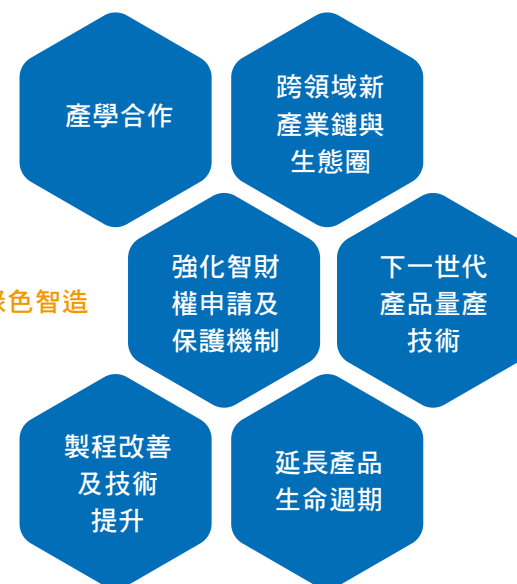 產學合作
跨領域新
產業鏈與
生態圈
綠色智造
強化智財
權申請及
保護機制
下一世代
產品量產
技術
製程改善
及技術
提升
延長產品
生命週期